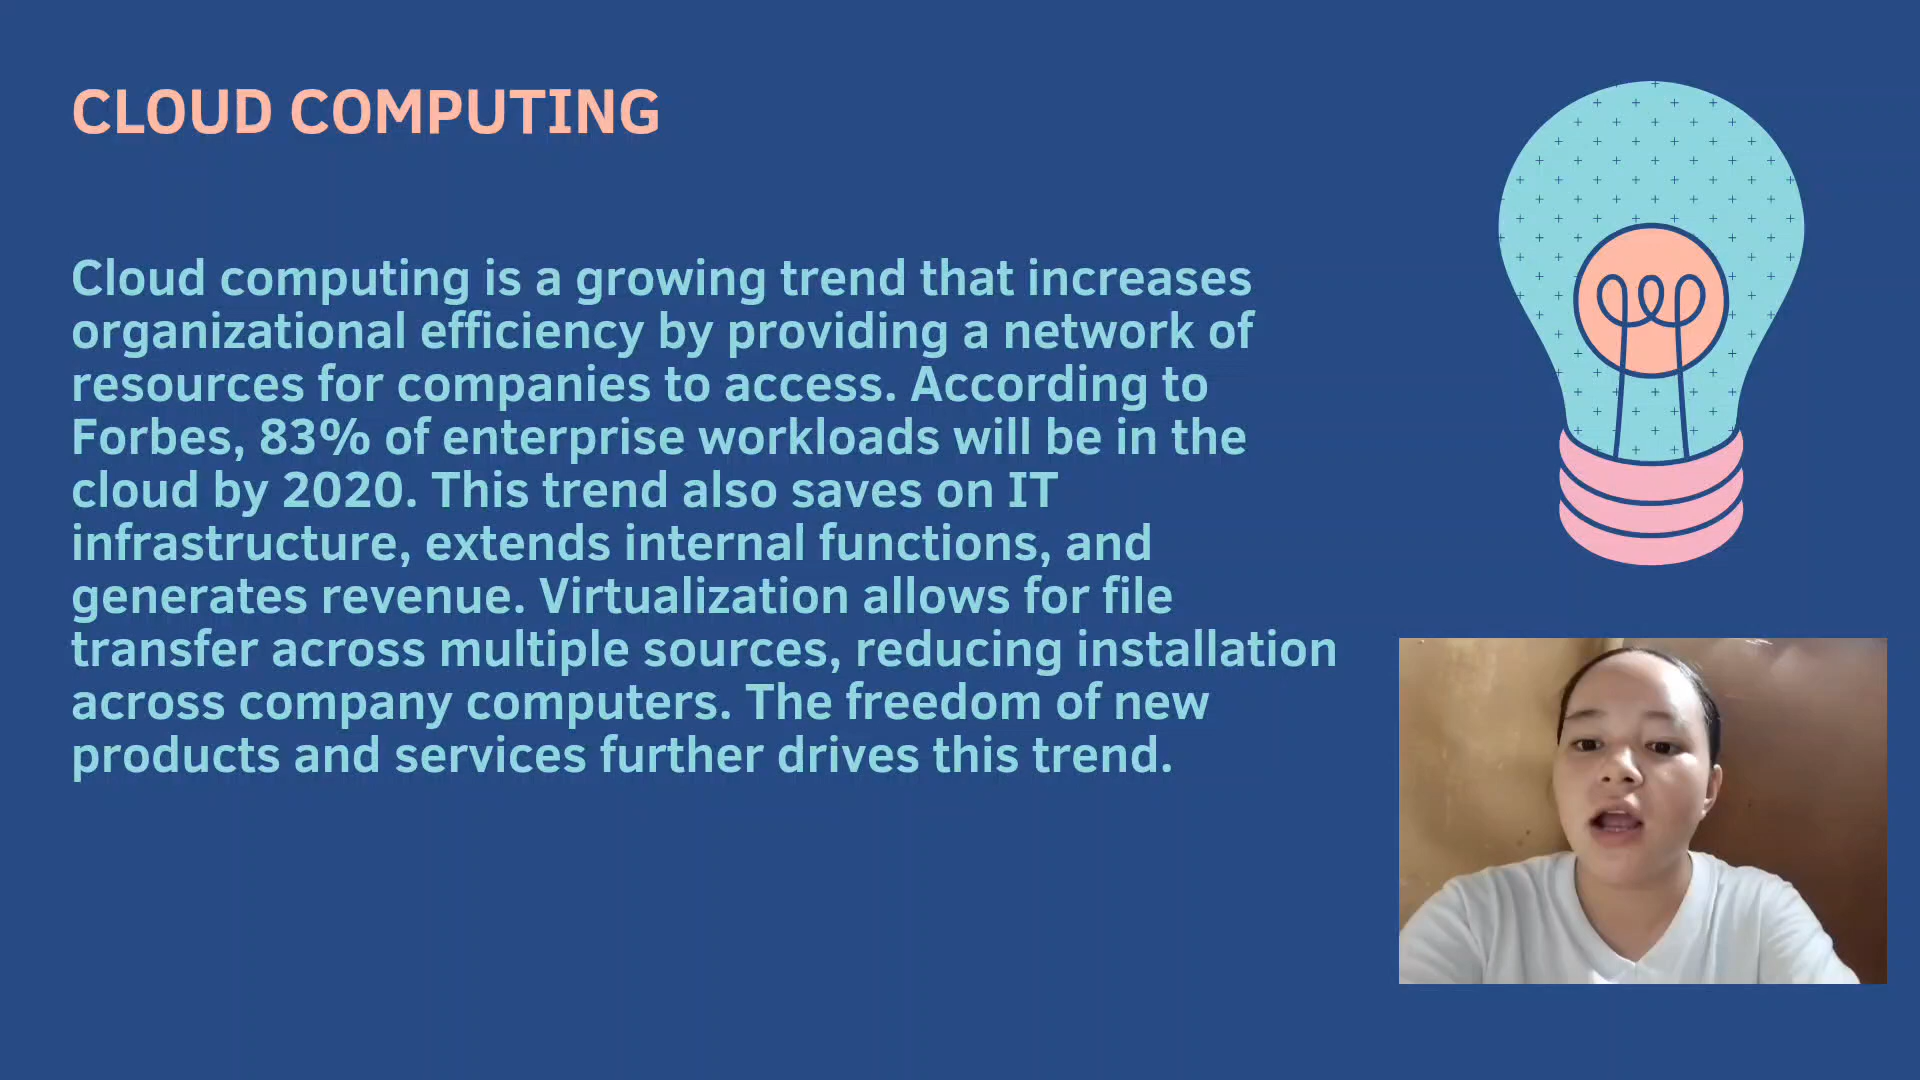 CLOUD COMPUTING
Cloud computing is a growing trend that increases
organizational efficiency by providing a network of
resources for companies to access. According to
Forbes, 83% of enterprise workloads will be in the
cloud by 2020. This trend also saves on IT
infrastructure, extends internal functions, and
generates revenue. Virtualization allows for file
transfer across multiple sources, reducing installation
across company computers. The freedom of new
products and services further drives this trend.